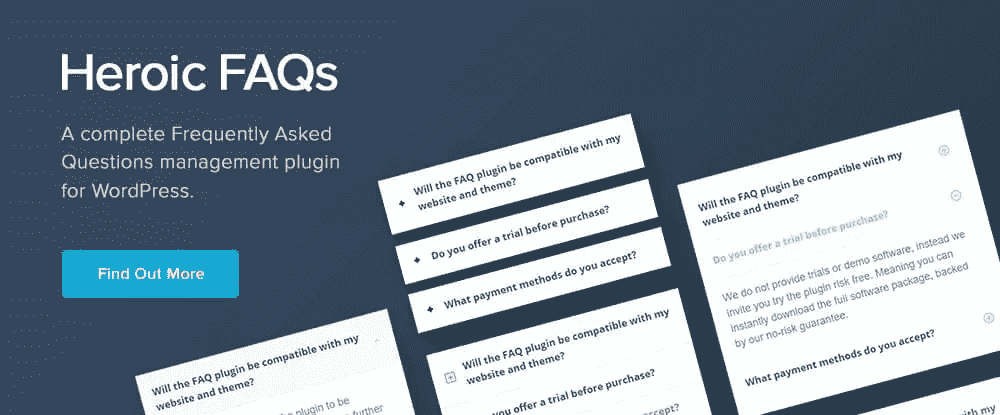 Heroic FAQs
A complete Frequently Asked
Questions management plugin
for WordPress.
Find Out More
Will the FAQ plugin be compatible with my
website and theme?
Do you offer a trial before purchase?
What payment methods do you accept?
Will the FAQ plugin be compatible with my
website and theme?
Do you offer a trial before purchase?
We do not provide trials or demo software, instead we
invite you try the plugin risk free. Meaning you can
instantly download the full software package, backed
by our no-risk guarantee.
What payment methods do you accept?
Will the FAQ plugin be compatible with my
website and theme?
plugin to be
further
Will the FAQ plugin be compatible with my
website and theme?
you offer a trial before purchase?
with my